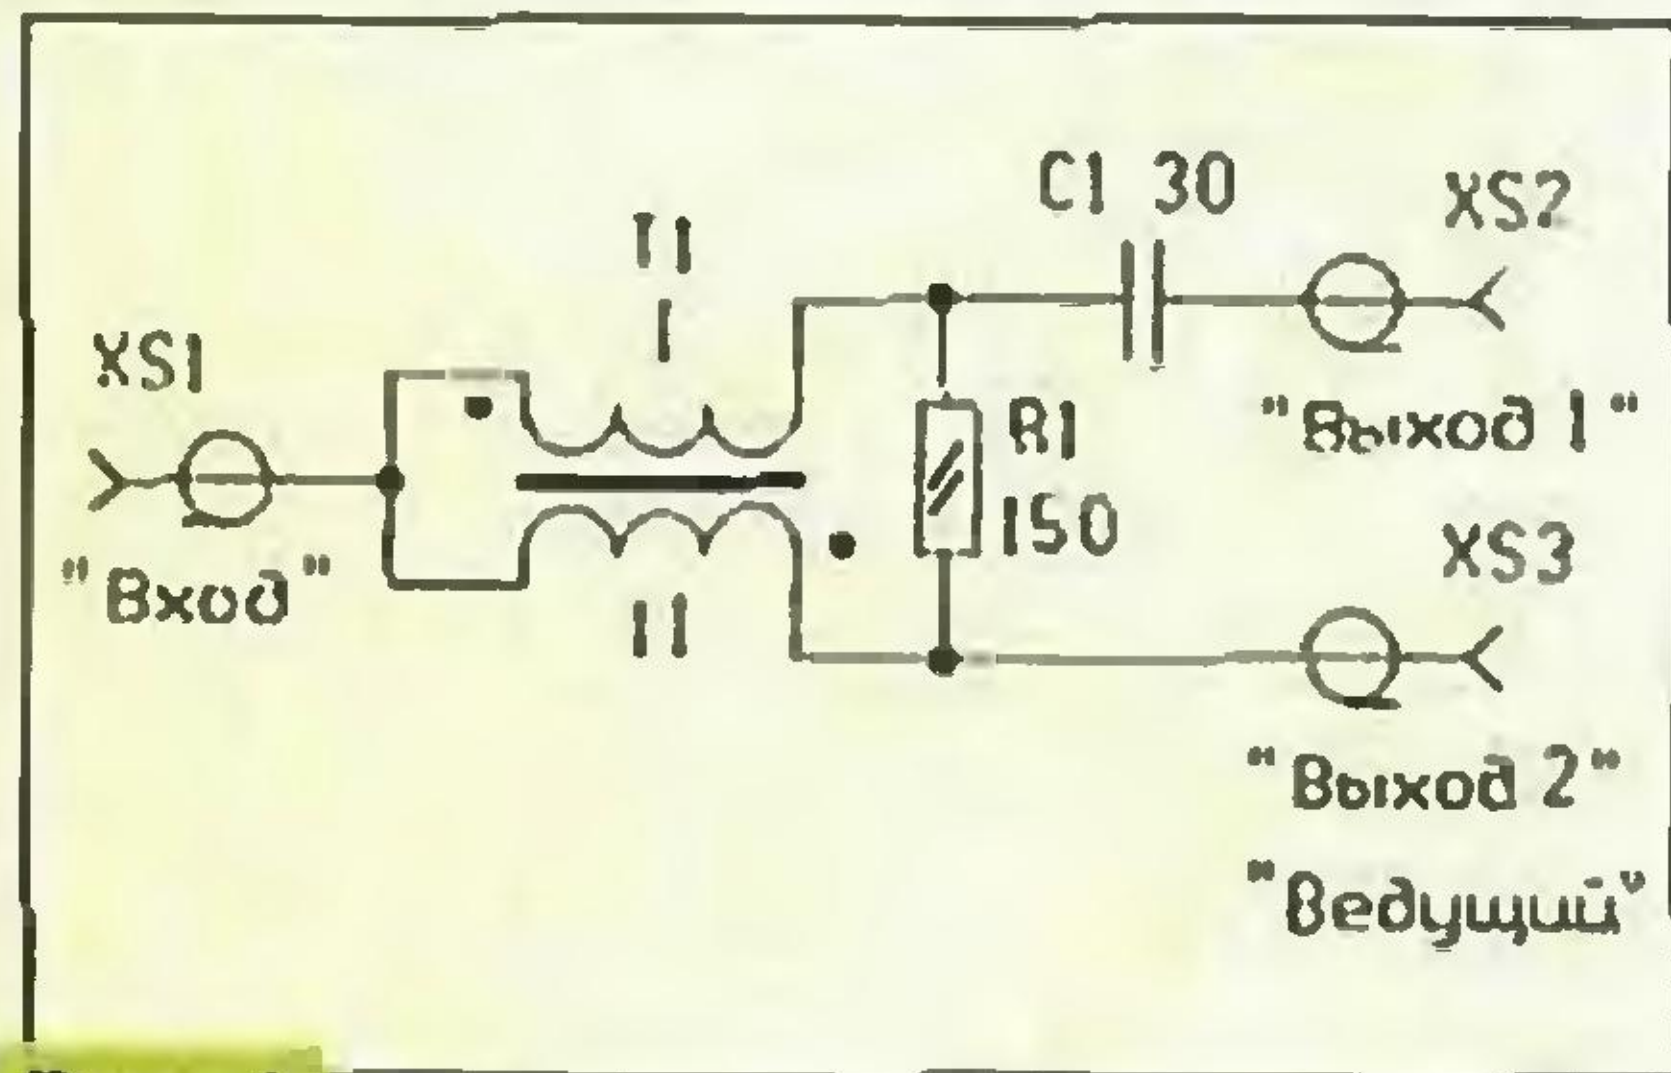 C1 30
XS2
T1
I
XS1
"Выход 1"
R1
150
XS3
"Вход"
II
"Выход 2"
"Ведущий"